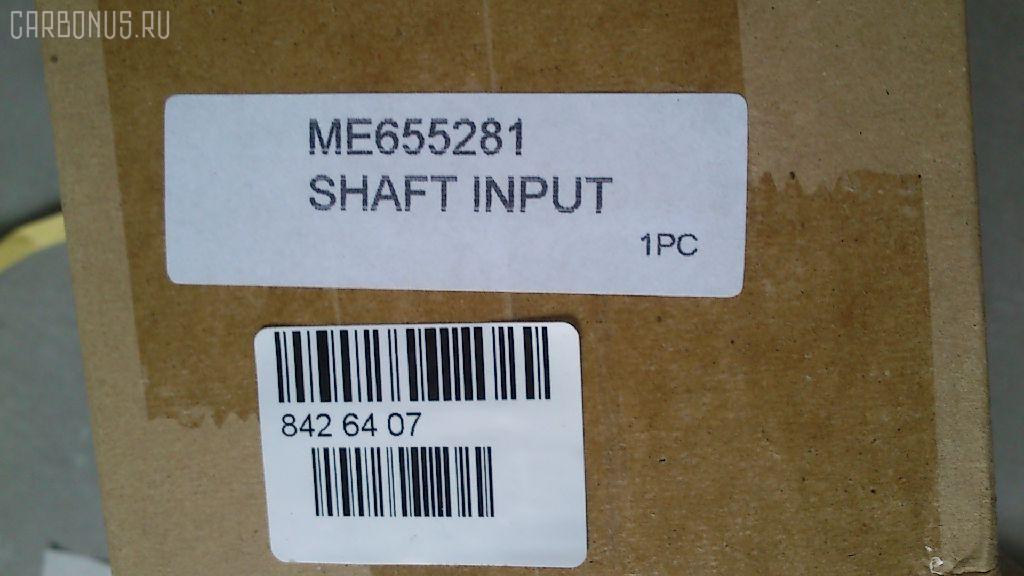 CARBONUS.RU
ME655281
SHAFT INPUT
1PC
842 64 07